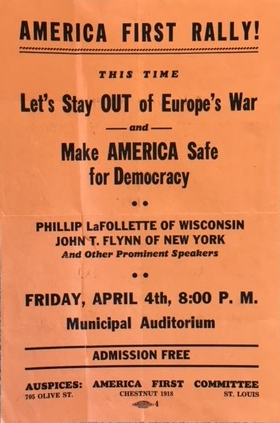 AMERICA FIRST RALLY!
THIS TIME
Let's Stay OUT of Europe's War
and
Make AMERICA Safe
for Democracy
PHILLIP LaFOLLETTE OF WISCONSIN
JOHN T. FLYNN OF NEW YORK
And Other Prominent Speakers
FRIDAY, APRIL 4th, 8:00 P. M.
Municipal Auditorium
ADMISSION FREE
AUSPICES: AMERICA FIRST COMMITTEE
705 OLIVE ST. CHESTNUT 1918 ST. LOUIS
4